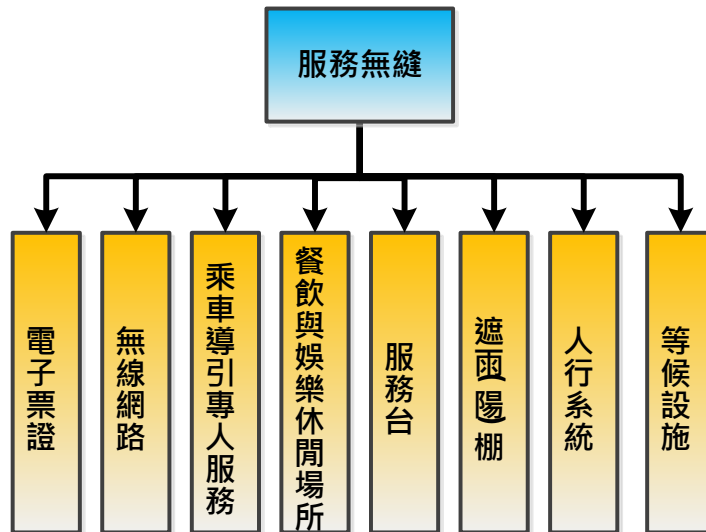 服務無縫
電子票證
無線網路
乘車導引專人服務
餐飲與娛樂休閒場所
服務台
遮雨(陽)棚
人行系統
等候設施